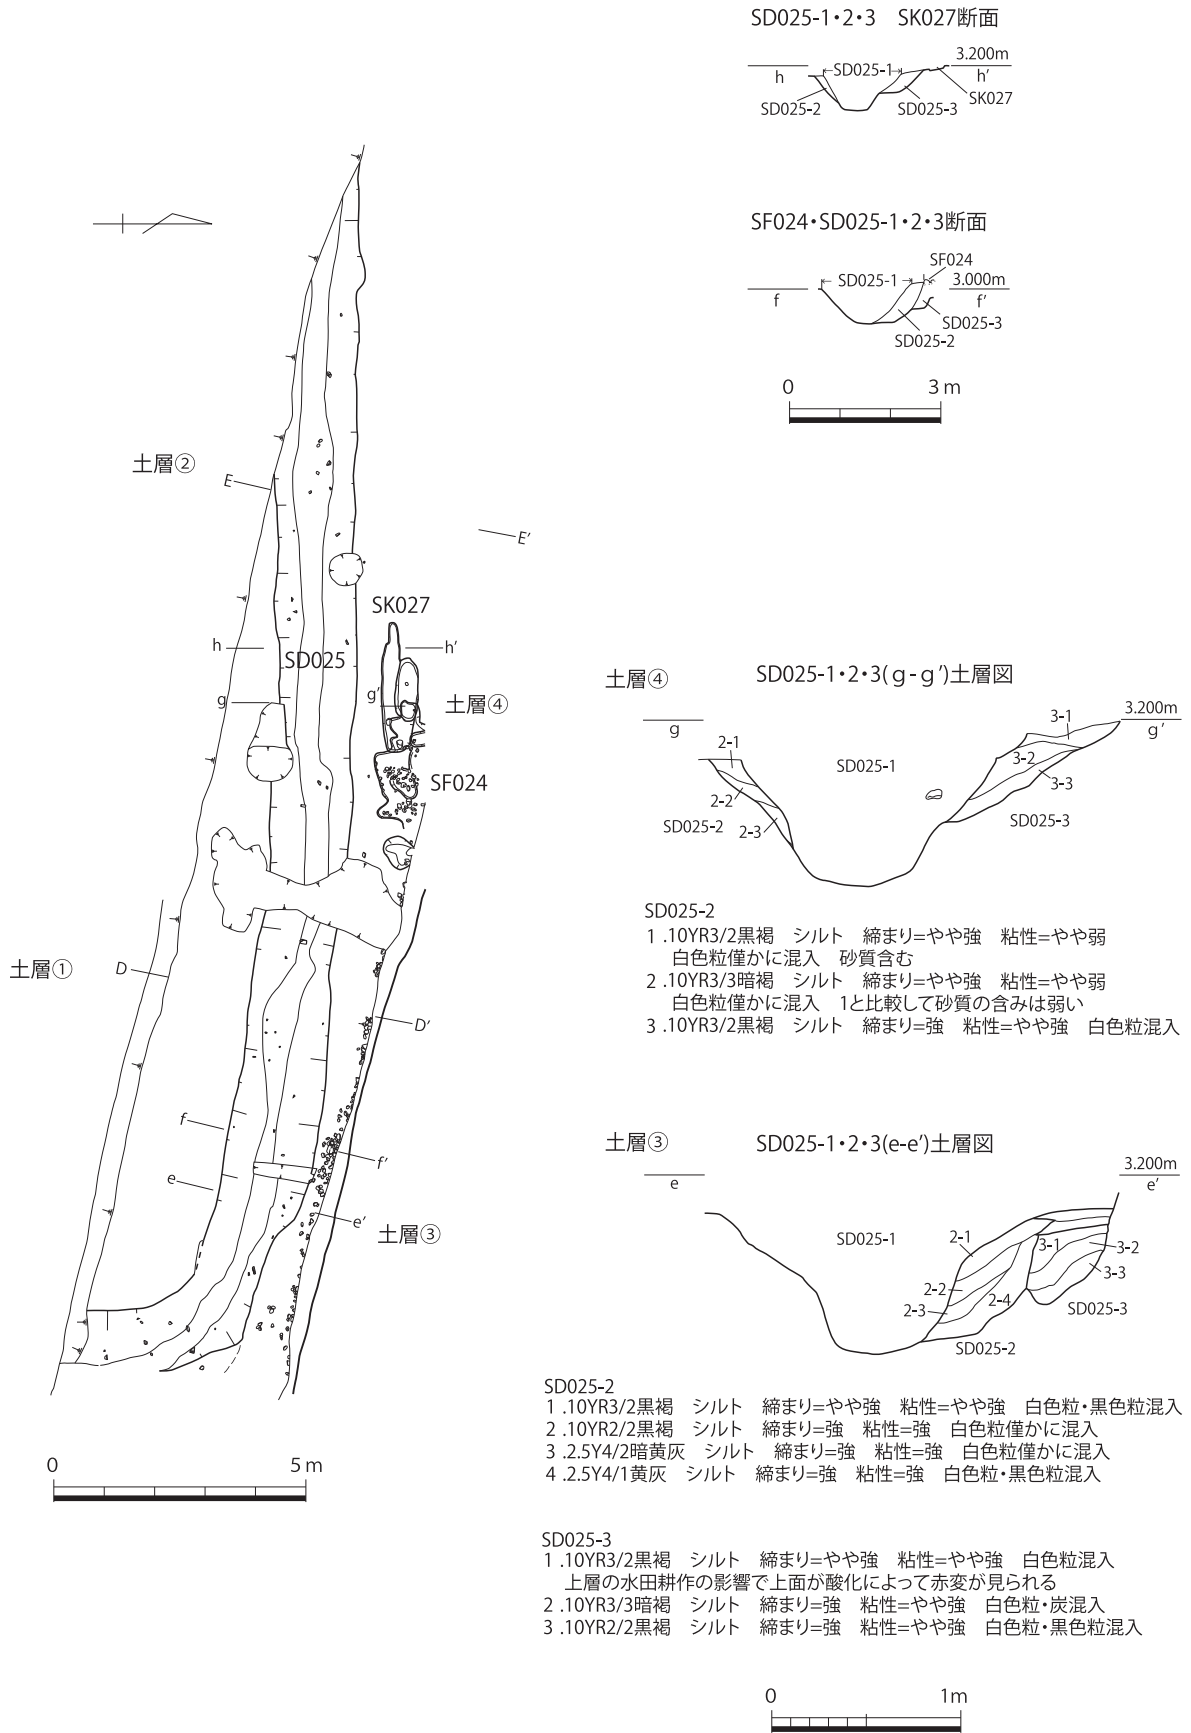 SD025-1・2・3　SK027断面
3.200m
h
SD025-1
h'
SD025-2
SD025-3
SK027
SF024・SD025-1・2・3断面
SF024
SD025-1
3.000m
f
f'
SD025-3
SD025-2
0
3 m
土層②
E
E'
SK027
h
h'
SD025
g
g'
土層④
SF024
土層①
D
D'
f
f'
e
e'
土層③
0
5 m
土層④
SD025-1・2・3(g-g')土層図
3.200m
g
g'
3-1
2-1
SD025-1
3-2
3-3
2-2
SD025-2
2-3
SD025-3
SD025-2
1 .10YR3/2黒褐　シルト　締まり=やや強　粘性=やや弱
白色粒僅かに混入　砂質含む
2 .10YR3/3暗褐　シルト　締まり=やや強　粘性=やや弱
白色粒僅かに混入　1と比較して砂質の含みは弱い
3 .10YR3/2黒褐　シルト　締まり=強　粘性=やや強　白色粒混入
土層③
SD025-1・2・3(e-e')土層図
3.200m
e
e'
SD025-1
2-1
3-1
3-2
3-3
2-2
2-3
2-4
SD025-3
SD025-2
SD025-2
1 .10YR3/2黒褐　シルト　締まり=やや強　粘性=やや強　白色粒・黒色粒混入
2 .10YR2/2黒褐　シルト　締まり=強　粘性=強　白色粒僅かに混入
3 .2.5Y4/2暗黄灰　シルト　締まり=強　粘性=強　白色粒僅かに混入
4 .2.5Y4/1黄灰　シルト　締まり=強　粘性=強　白色粒・黒色粒混入
SD025-3
1 .10YR3/2黒褐　シルト　締まり=やや強　粘性=やや強　白色粒混入
上層の水田耕作の影響で上面が酸化によって赤変が見られる
2 .10YR3/3暗褐　シルト　締まり=強　粘性=やや強　白色粒・炭混入
3 .10YR2/2黒褐　シルト　締まり=強　粘性=やや強　白色粒・黒色粒混入
0
1m